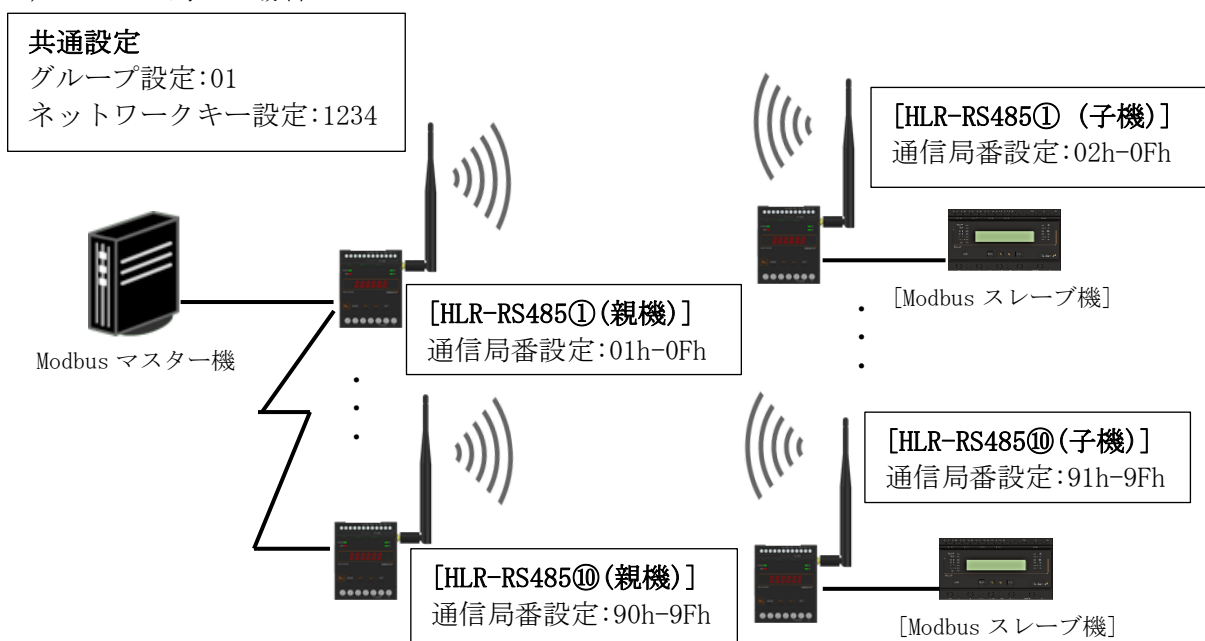 共通設定
グループ設定:01
ネットワークキー設定:1234
[HLR-RS485① (子機)]
通信局番設定:02h-0Fh
[Modbus スレーブ機]
[HLR-RS485①(親機)]
通信局番設定:01h-0Fh
Modbus マスター機
[HLR-RS485⑩(子機)]
通信局番設定:91h-9Fh
[HLR-RS485⑩(親機)]
通信局番設定:90h-9Fh
[Modbus スレーブ機]